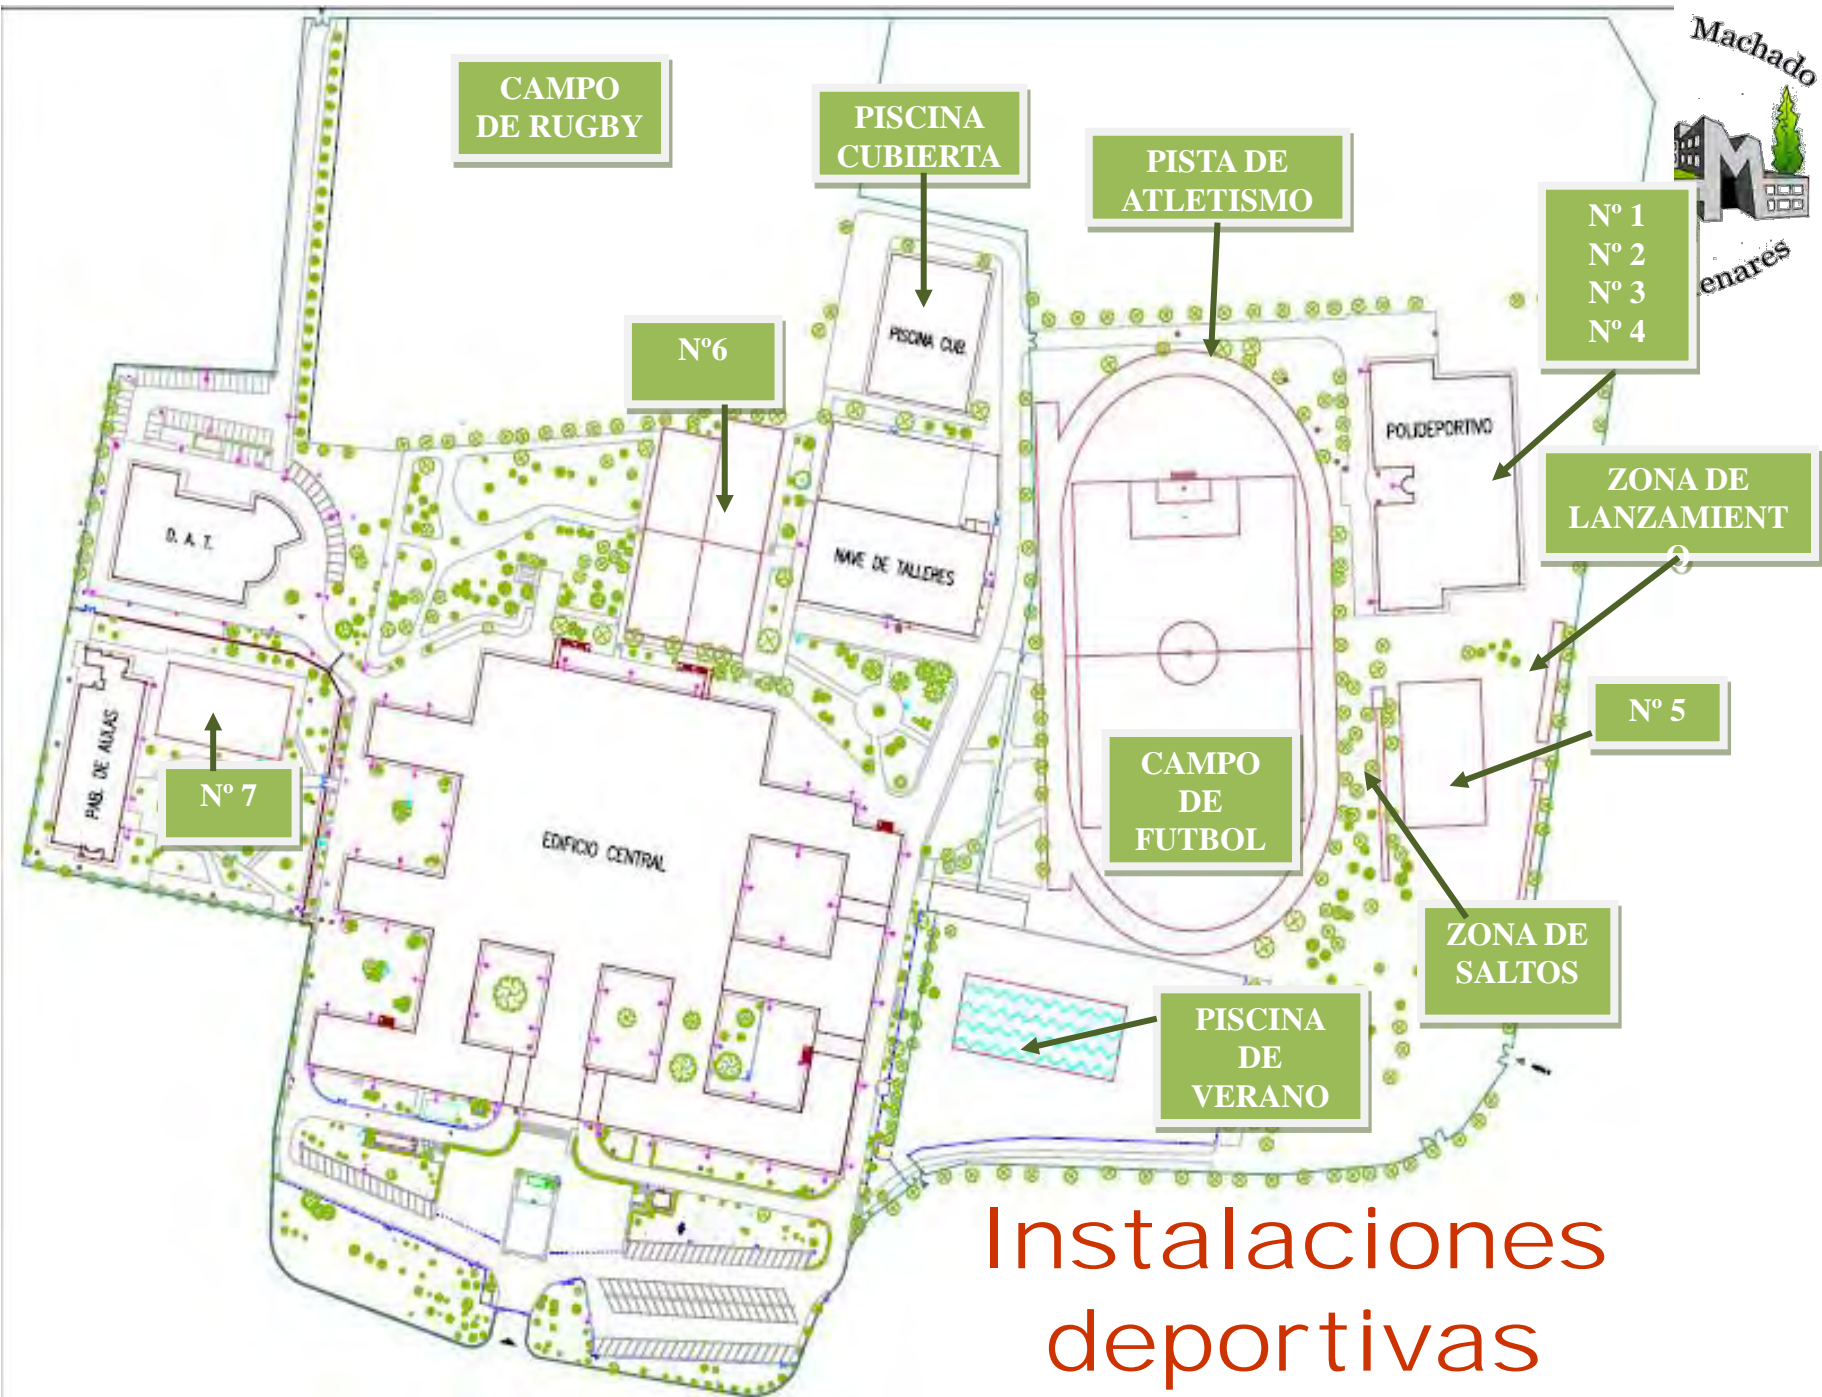 Machado
enares
CAMPO
DE RUGBY
PISCINA
CUBIERTA
PISTA DE
ATLETISMO
Nº 1
Nº 2
Nº 3
Nº 4
Nº6
PISCINA CUB.
POLIDEPORTIVO
ZONA DE
LANZAMIENT
O
D. A. T.
NAVE DE TALLERES
Nº 5
PAB. DE AULAS
Nº 7
CAMPO
DE
FUTBOL
EDIFICIO CENTRAL
ZONA DE
SALTOS
PISCINA
DE
VERANO
Instalaciones
deportivas